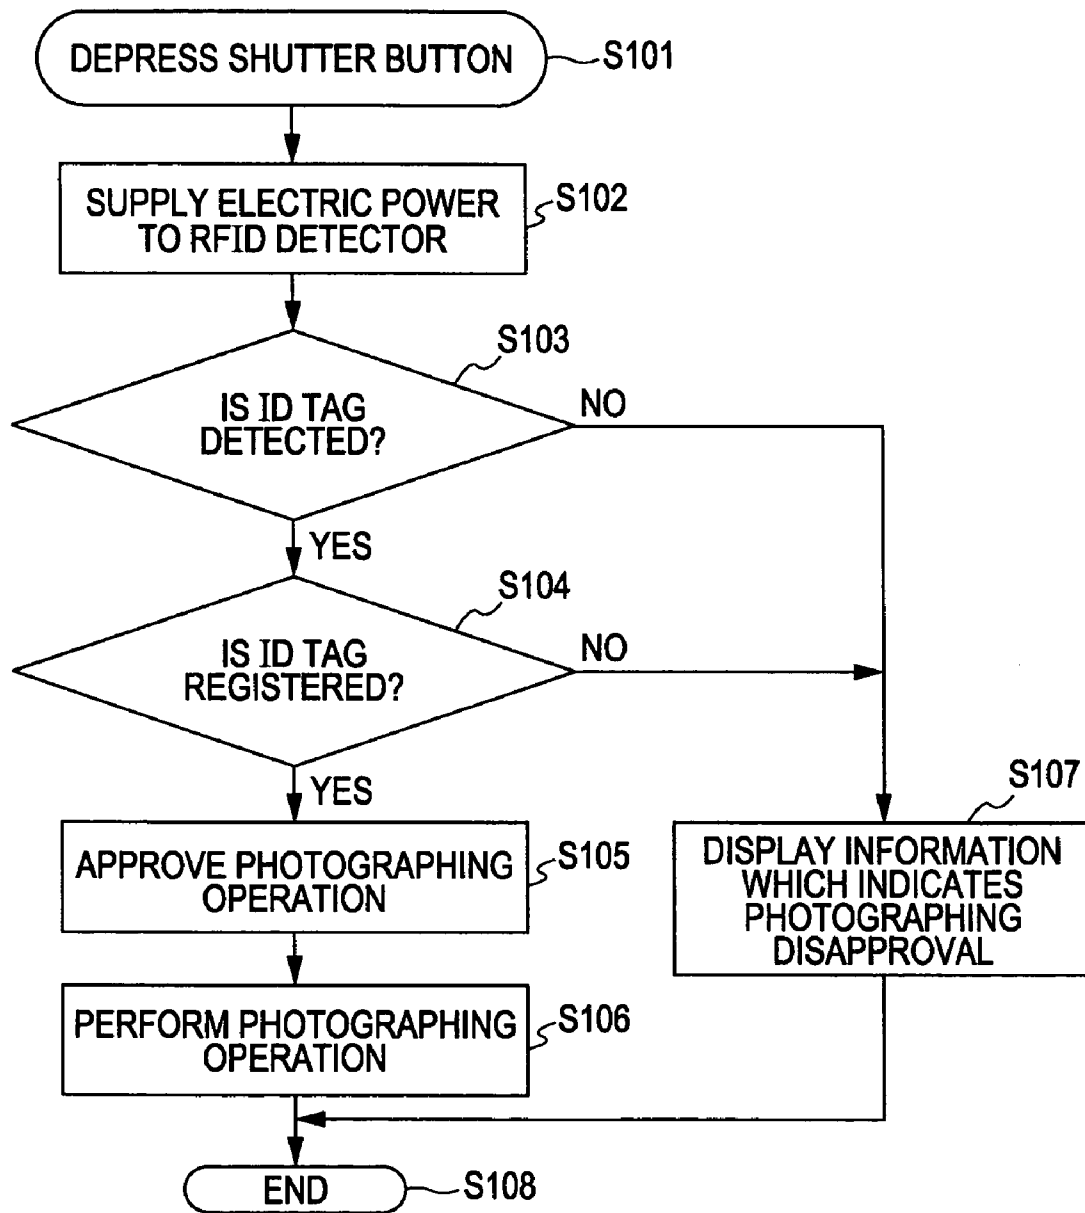 DEPRESS SHUTTER BUTTON
S101
SUPPLY ELECTRIC POWER
TO RFID DETECTOR
S102
S103
IS ID TAG
DETECTED?
NO
YES
S104
IS ID TAG
REGISTERED?
NO
YES
APPROVE PHOTOGRAPHING
OPERATION
S105
S107
DISPLAY INFORMATION
WHICH INDICATES
PHOTOGRAPHING
DISAPPROVAL
PERFORM PHOTOGRAPHING
OPERATION
S106
END
S108